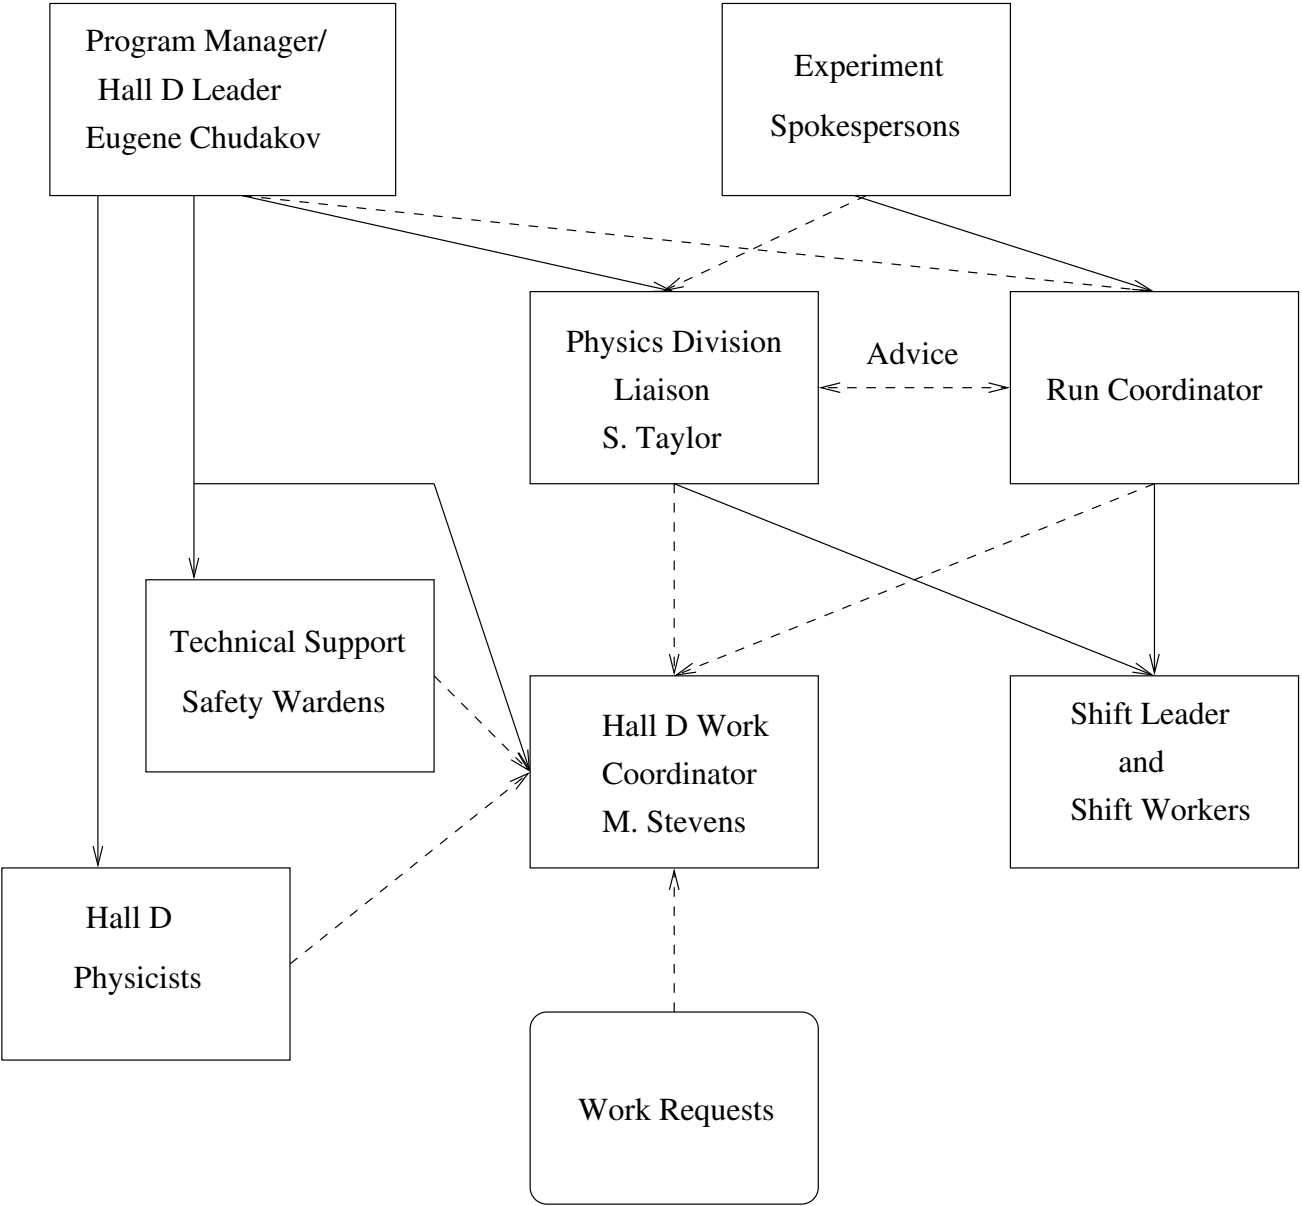 Program Manager/
Hall D Leader
Eugene Chudakov
Experiment
Spokespersons
Physics Division
Liaison
S. Taylor
Advice
Run Coordinator
Technical Support
Safety Wardens
Hall D Work
Coordinator
M. Stevens
Shift Leader
and
Shift Workers
Hall D
Physicists
Work Requests